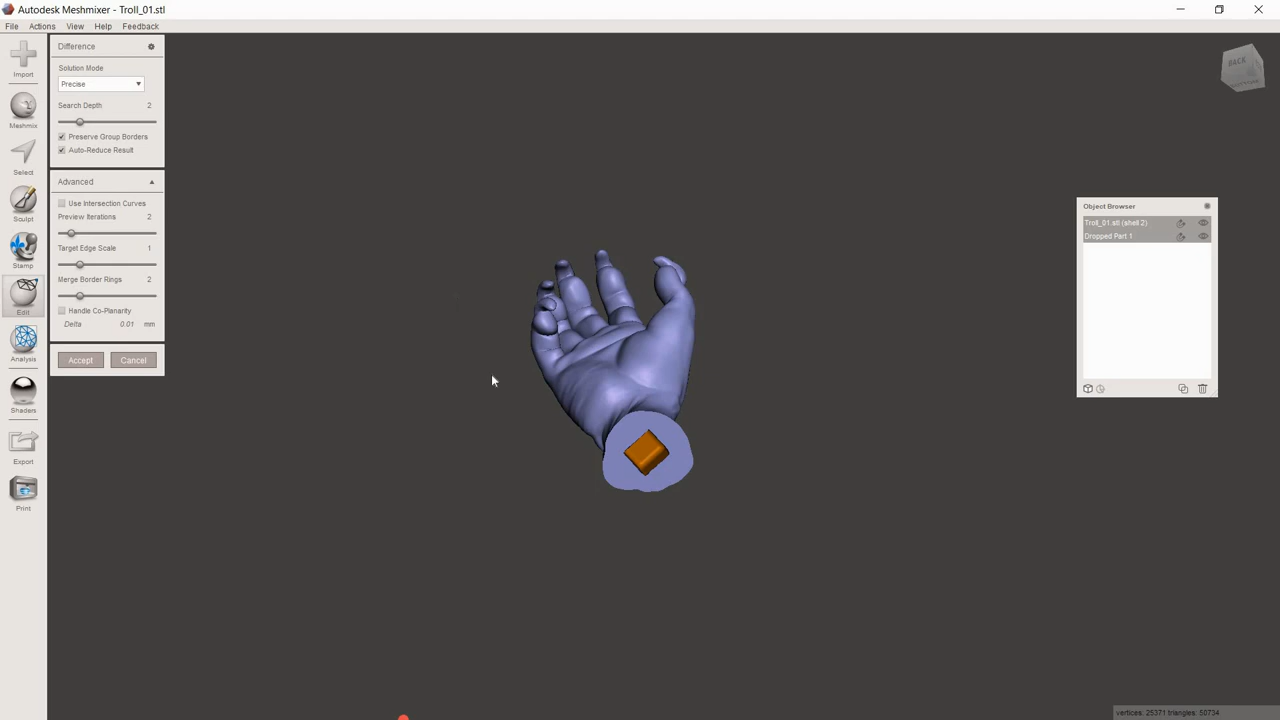 Autodesk Meshmixer - Troll_01.stl
File Actions View Help Feedback
Import
Meshmix
Select
Sculpt
Stamp
Edit
Analysis
Shaders
Export
Print
Difference
Solution Mode
Precise
Search Depth 2
Preserve Group Borders
Auto-Reduce Result
Advanced
Use Intersection Curves
Preview Iterations 2
Target Edge Scale 1
Merge Border Rings 2
Handle Co-Planarity
Delta 0.01 mm
Accept Cancel
BACK
Object Browser
Troll_01.stl (shell 2)
Dropped Part 1
vertices: 25371 triangles: 50734